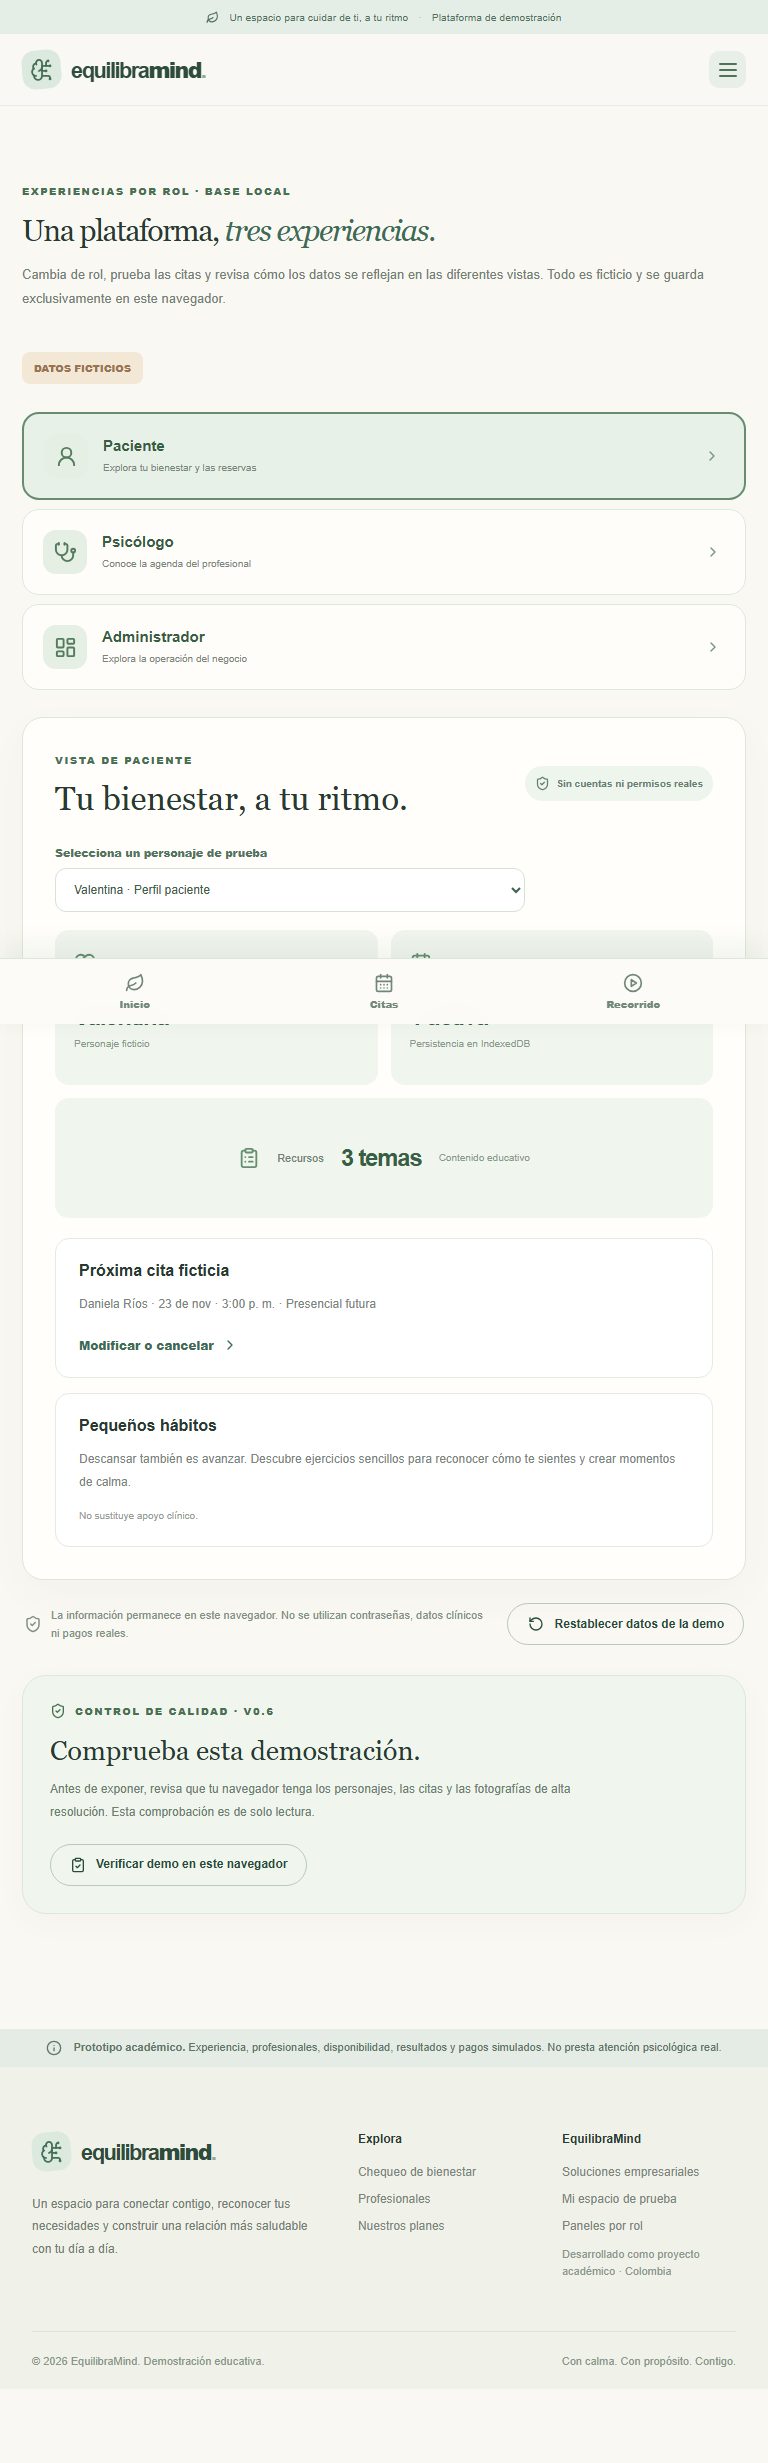 Un espacio para cuidar de ti, a tu ritmo · Plataforma de demostración
equilibramind.
EXPERIENCIAS POR ROL · BASE LOCAL
Una plataforma, tres experiencias.
Cambia de rol, prueba las citas y revisa cómo los datos se reflejan en las diferentes vistas. Todo es ficticio y se guarda
exclusivamente en este navegador.
DATOS FICTICIOS
Paciente
Explora tu bienestar y las reservas
Psicólogo
Conoce la agenda del profesional
Administrador
Explora la operación del negocio
VISTA DE PACIENTE
Tu bienestar, a tu ritmo.
Sin cuentas ni permisos reales
Selecciona un personaje de prueba
Valentina · Perfil paciente
Inicio
Citas
Recorrido
Personaje ficticio
Persistencia en IndexedDB
Recursos 3 temas Contenido educativo
Próxima cita ficticia
Daniela Ríos · 23 de nov · 3:00 p. m. · Presencial futura
Modificar o cancelar
Pequeños hábitos
Descansar también es avanzar. Descubre ejercicios sencillos para reconocer cómo te sientes y crear momentos
de calma.
No sustituye apoyo clínico.
La información permanece en este navegador. No se utilizan contraseñas, datos clínicos
ni pagos reales.
Restablecer datos de la demo
CONTROL DE CALIDAD · V0.6
Comprueba esta demostración.
Antes de exponer, revisa que tu navegador tenga los personajes, las citas y las fotografías de alta
resolución. Esta comprobación es de solo lectura.
Verificar demo en este navegador
Prototipo académico. Experiencia, profesionales, disponibilidad, resultados y pagos simulados. No presta atención psicológica real.
equilibramind.
Un espacio para conectar contigo, reconocer tus
necesidades y construir una relación más saludable
con tu día a día.
Explora
Chequeo de bienestar
Profesionales
Nuestros planes
EquilibraMind
Soluciones empresariales
Mi espacio de prueba
Paneles por rol
Desarrollado como proyecto
académico · Colombia
© 2026 EquilibraMind. Demostración educativa.
Con calma. Con propósito. Contigo.